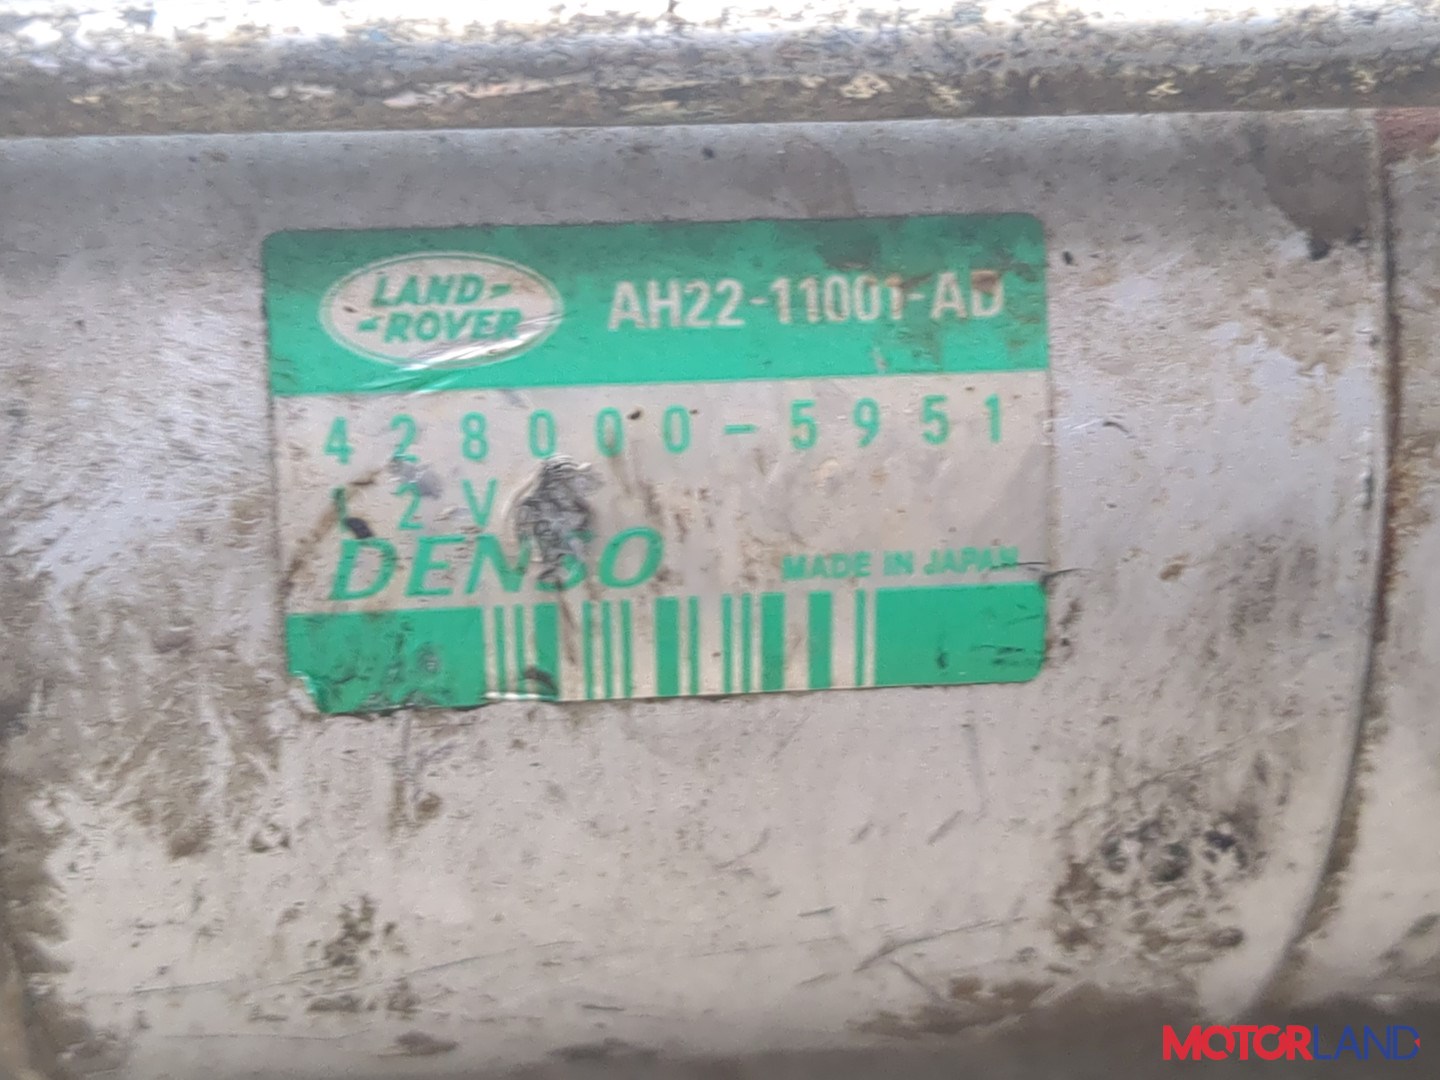 LAND-
-ROVER
AH22-11001-AD
428000-5951
12V
DENSO
MADE IN JAPAN
MOTORLAND